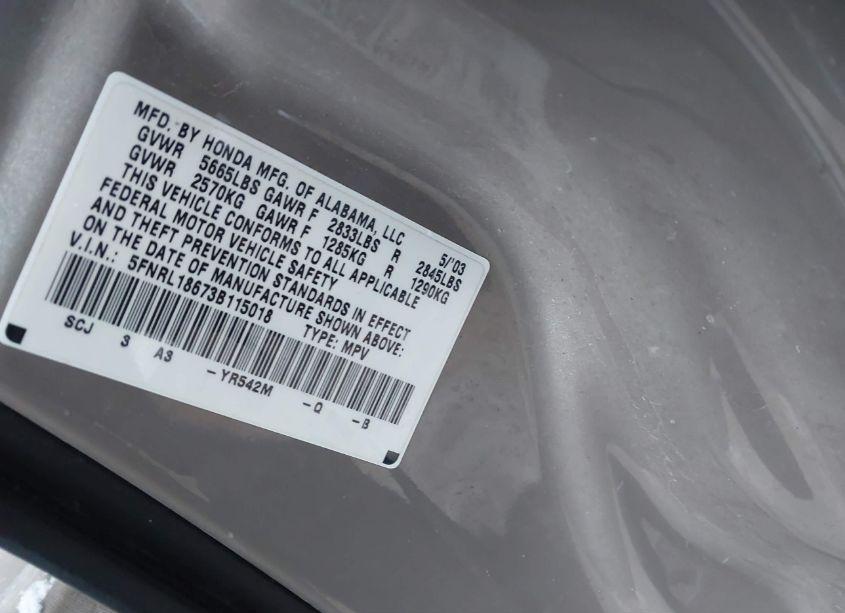 MFD. BY HONDA MFG. OF ALABAMA, LLC 5/'03
GVWR 5665LBS GAWR F 2833LBS R 2845LBS
GVWR 2570KG GAWR F 1285KG R 1290KG
THIS VEHICLE CONFORMS TO ALL APPLICABLE
FEDERAL MOTOR VEHICLE SAFETY
AND THEFT PREVENTION STANDARDS IN EFFECT
ON THE DATE OF MANUFACTURE SHOWN ABOVE:
V.I.N.: 5FNRL18673B115018 TYPE: MPV
SCJ 3 A3 -YR542M -Q -B